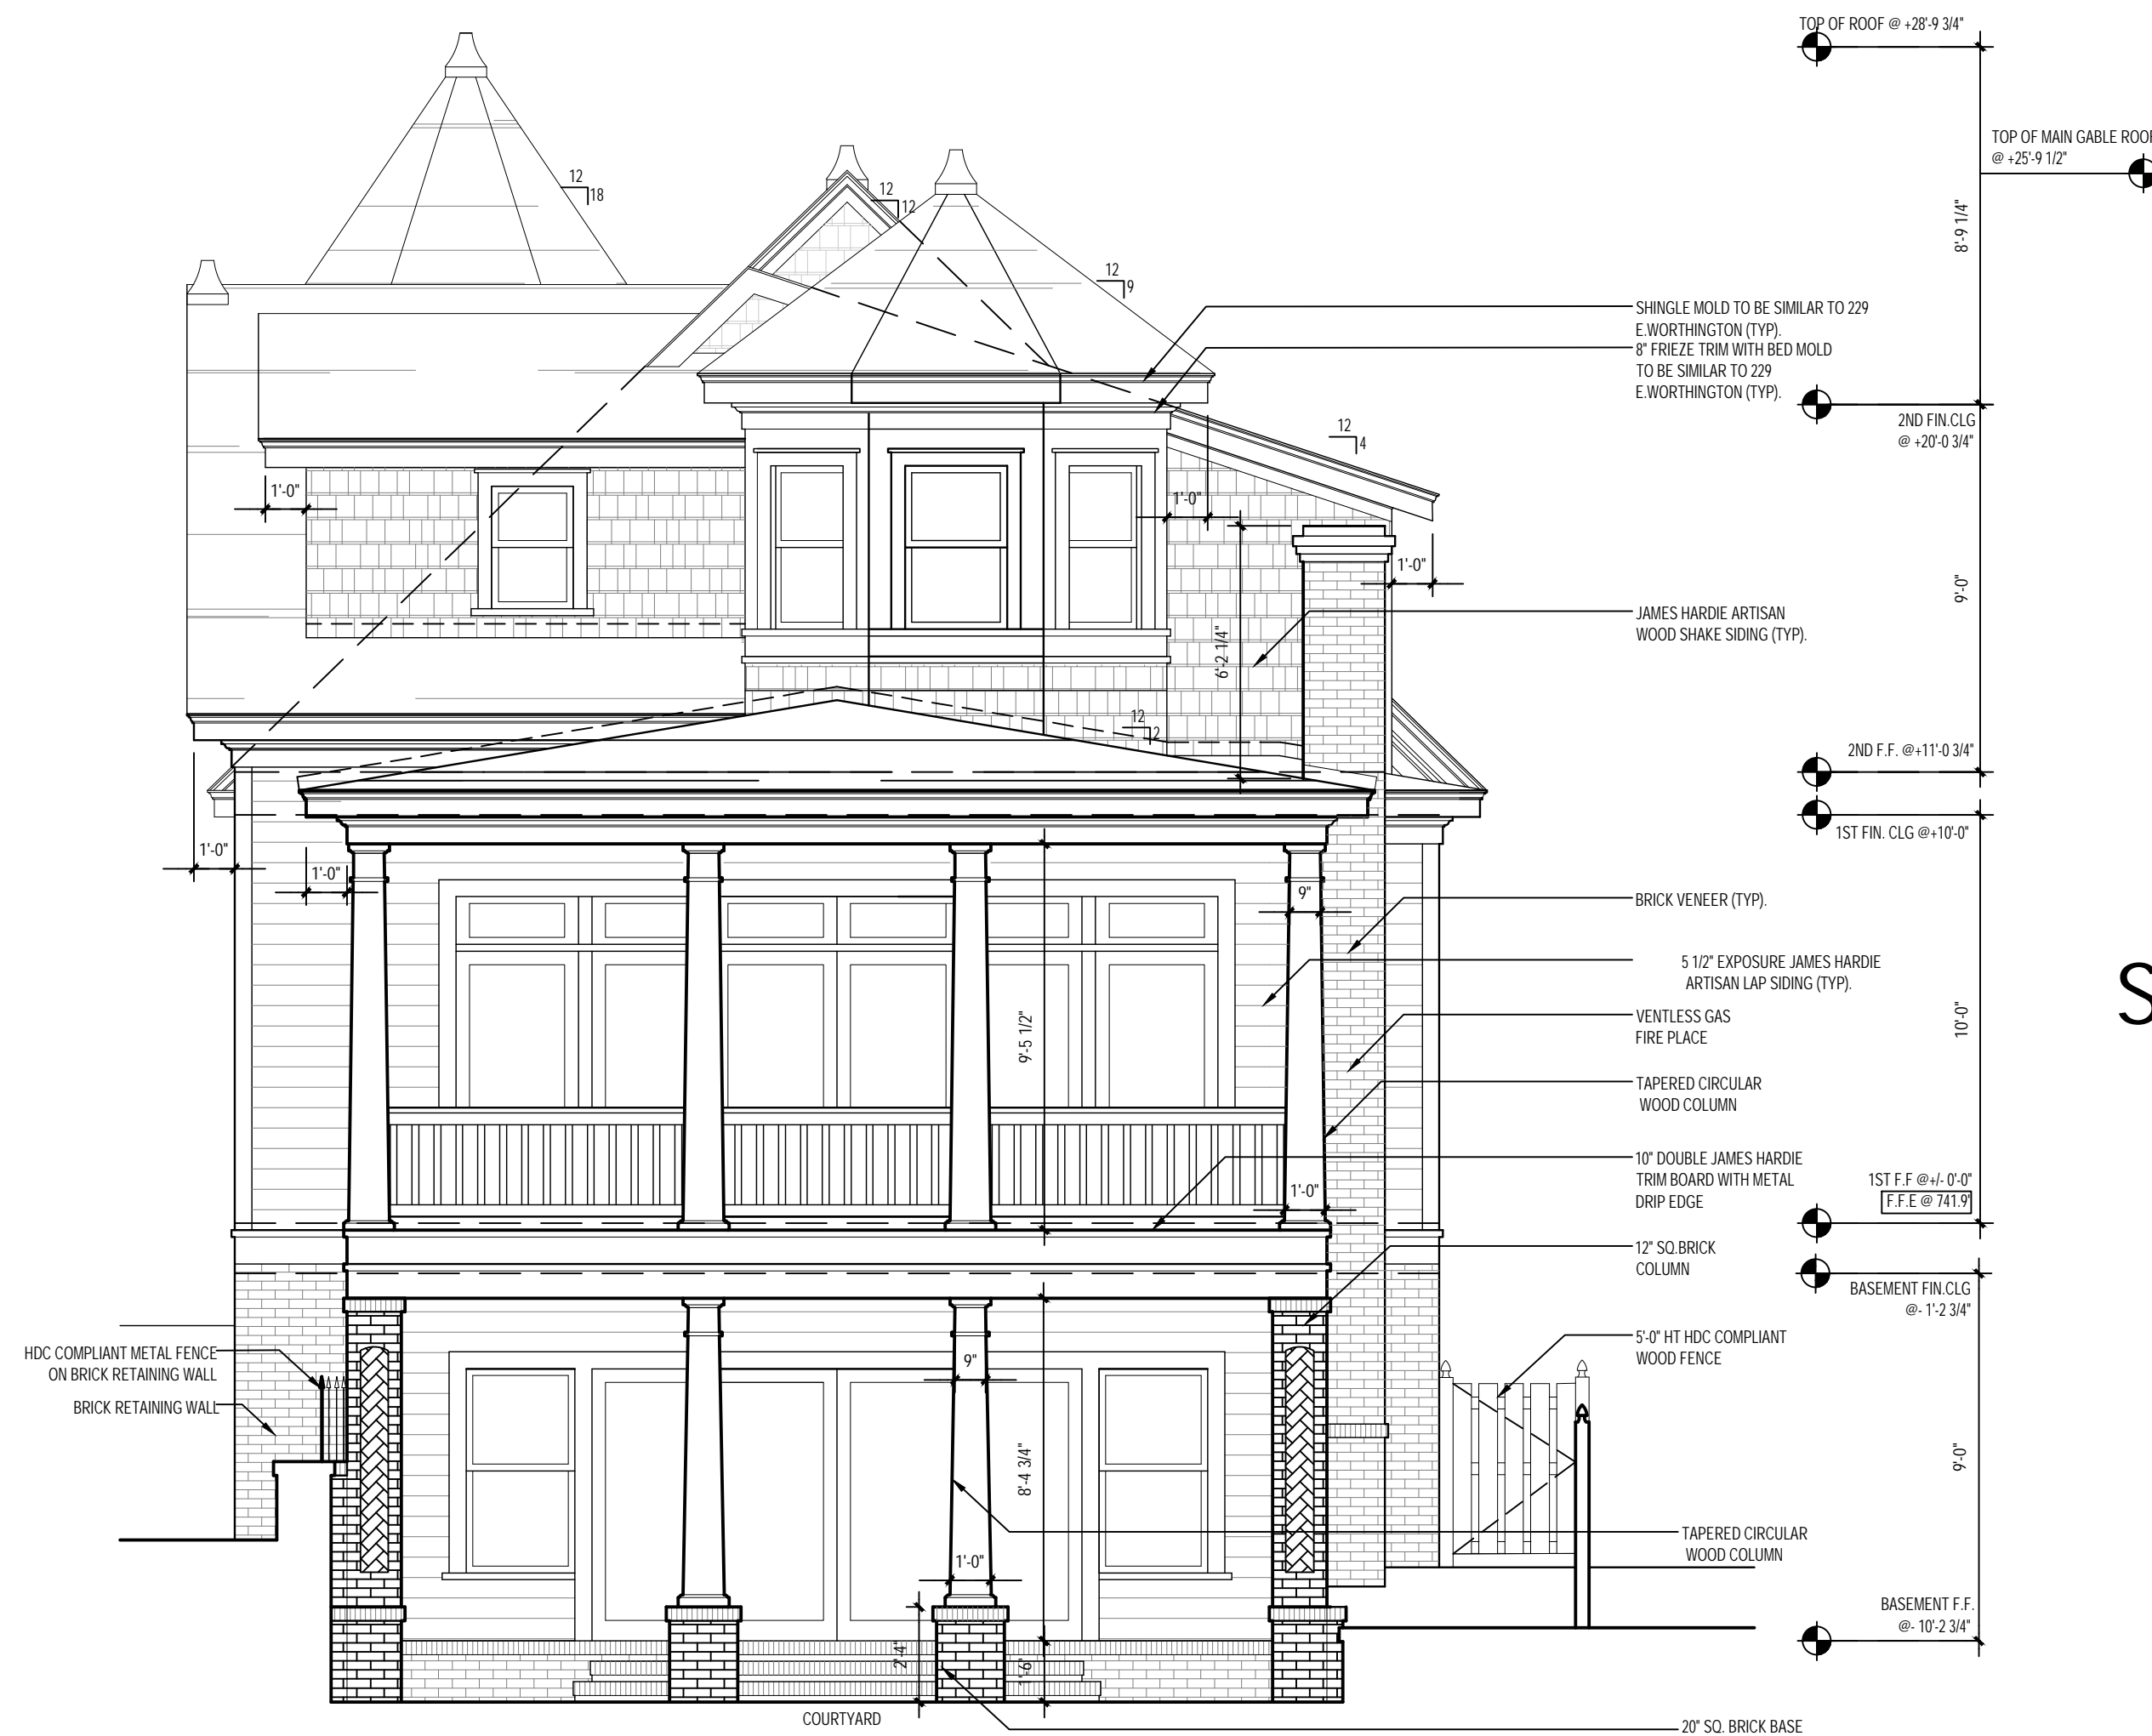 TOP OF ROOF @ +28'-9 3/4"
TOP OF MAIN GABLE ROOF
@ +25'-9 1/2"
12
18
12
12
8'-9 1/4"
12
9
SHINGLE MOLD TO BE SIMILAR TO 229
E.WORTHINGTON (TYP).
8" FRIEZE TRIM WITH BED MOLD
TO BE SIMILAR TO 229
E.WORTHINGTON (TYP).
2ND FIN.CLG
@ +20'-0 3/4"
12
4
1'-0"
1'-0"
1'-0"
9'-0"
JAMES HARDIE ARTISAN
WOOD SHAKE SIDING (TYP).
6'-2 1/4"
12
2
2ND F.F. @+11'-0 3/4"
1ST FIN. CLG @+10'-0"
1'-0"
1'-0"
9"
BRICK VENEER (TYP).
5 1/2" EXPOSURE JAMES HARDIE
ARTISAN LAP SIDING (TYP).
S
9'-5 1/2"
10'-0"
VENTLESS GAS
FIRE PLACE
TAPERED CIRCULAR
WOOD COLUMN
10" DOUBLE JAMES HARDIE
TRIM BOARD WITH METAL
DRIP EDGE
1'-0"
1ST F.F @+/- 0'-0"
F.F.E @ 741.9'
12" SQ.BRICK
COLUMN
BASEMENT FIN.CLG
@- 1'-2 3/4"
HDC COMPLIANT METAL FENCE
ON BRICK RETAINING WALL
BRICK RETAINING WALL
9"
5'-0" HT HDC COMPLIANT
WOOD FENCE
8'-4 3/4"
9'-0"
1'-0"
TAPERED CIRCULAR
WOOD COLUMN
BASEMENT F.F.
@- 10'-2 3/4"
2'-4"
1'-6"
COURTYARD
20" SQ. BRICK BASE